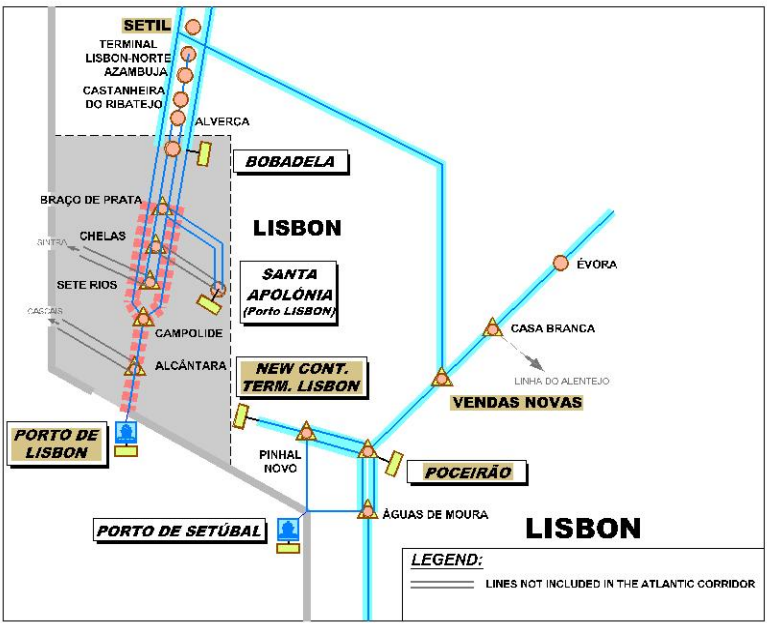 SETIL
TERMINAL
LISBON-NORTE
AZAMBUJA
CASTANHEIRA
DO RIBATEJO
ALVERCA
BOBADELA
BRAÇO DE PRATA
LISBON
CHELAS
SINTRA
ÉVORA
SETE RIOS
SANTA
APOLÓNIA
(Porto LISBON)
CASCAIS
CAMPOLIDE
CASA BRANCA
ALCÂNTARA
NEW CONT.
TERM. LISBON
LINHA DO ALENTEJO
VENDAS NOVAS
PORTO DE
LISBON
PINHAL
NOVO
POCEIRÃO
PORTO DE SETÚBAL
ÁGUAS DE MOURA
LISBON
LEGEND:
LINES NOT INCLUDED IN THE ATLANTIC CORRIDOR